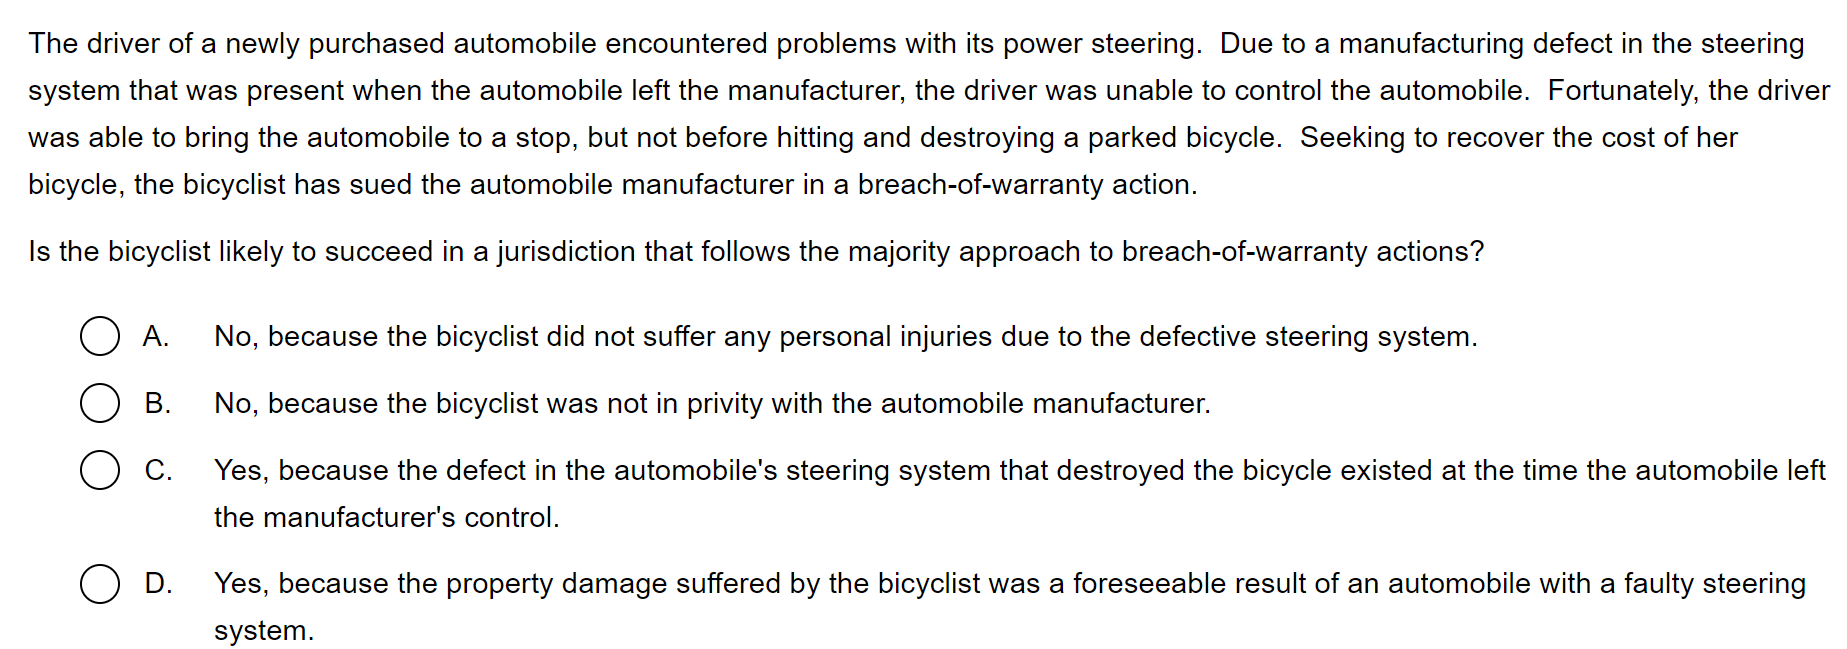 The driver of a newly purchased automobile encountered problems with its power steering.  Due to a manufacturing defect in the steering
system that was present when the automobile left the manufacturer, the driver was unable to control the automobile.  Fortunately, the driver
was able to bring the automobile to a stop, but not before hitting and destroying a parked bicycle.  Seeking to recover the cost of her
bicycle, the bicyclist has sued the automobile manufacturer in a breach-of-warranty action.
Is the bicyclist likely to succeed in a jurisdiction that follows the majority approach to breach-of-warranty actions?
A. No, because the bicyclist did not suffer any personal injuries due to the defective steering system.
B. No, because the bicyclist was not in privity with the automobile manufacturer.
C. Yes, because the defect in the automobile's steering system that destroyed the bicycle existed at the time the automobile left
the manufacturer's control.
D. Yes, because the property damage suffered by the bicyclist was a foreseeable result of an automobile with a faulty steering
system.